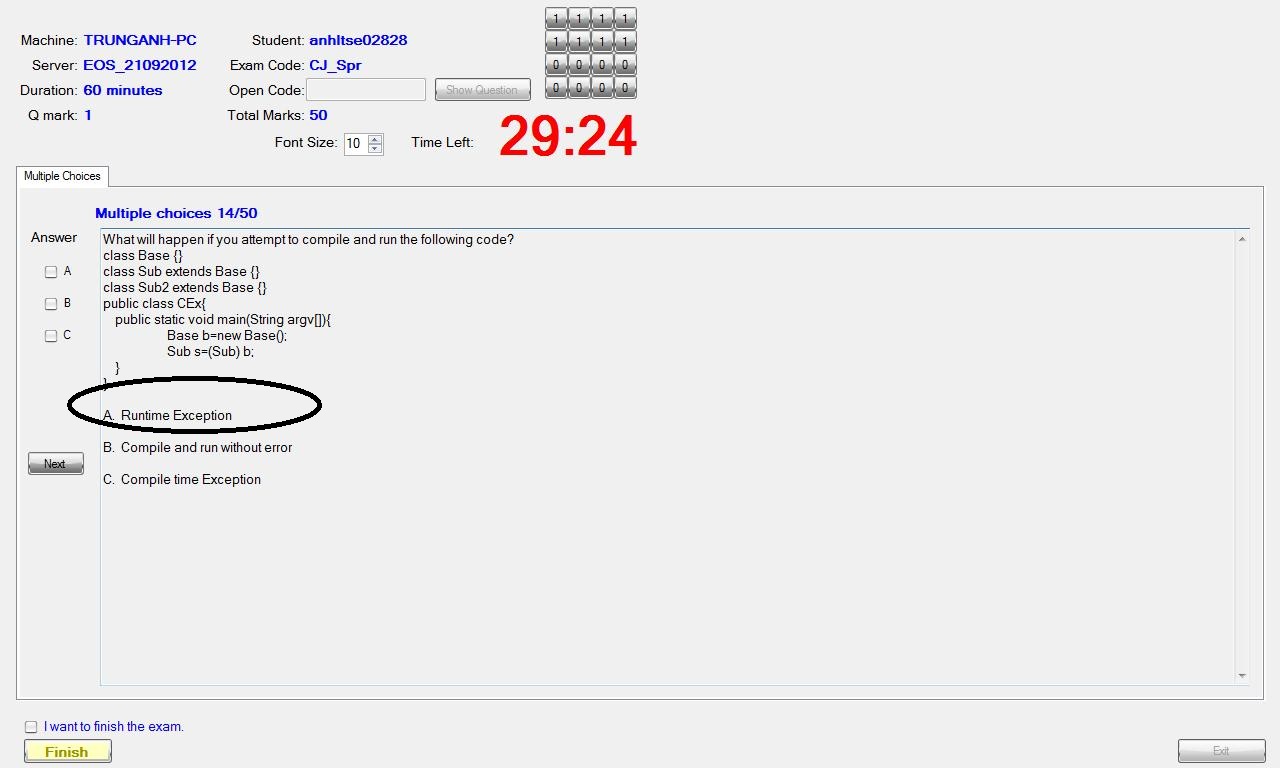 Machine: TRUNGANH-PC Student: anhltse02828
Server: EOS_21092012 Exam Code: CJ_Spr
Duration: 60 minutes Open Code: Show Question
Q mark: 1 Total Marks: 50
1 1 1 1
1 1 1 1
0 0 0 0
0 0 0 0
Font Size: 10 Time Left: 29:24
Multiple Choices
Multiple choices 14/50
Answer
A
B
C
Next
What will happen if you attempt to compile and run the following code?
class Base {}
class Sub extends Base {}
class Sub2 extends Base {}
public class CEx{
public static void main(String argv[]){
Base b=new Base();
Sub s=(Sub) b;
}
}
A. Runtime Exception
B. Compile and run without error
C. Compile time Exception
I want to finish the exam.
Finish
Exit